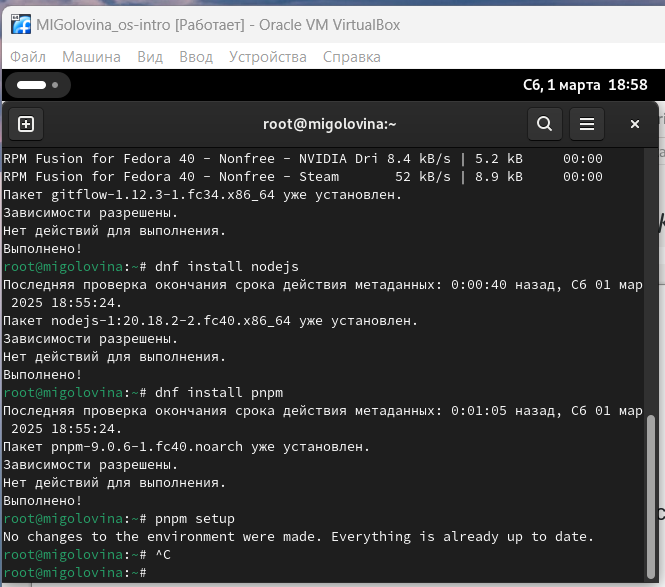 MIGolovina_os-intro [Работает] - Oracle VM VirtualBox
Файл Машина Вид Ввод Устройства Справка
Сб, 1 марта 18:58
root@migolovina:~
RPM Fusion for Fedora 40 - Nonfree - NVIDIA Dri 8.4 kB/s | 5.2 kB 00:00
RPM Fusion for Fedora 40 - Nonfree - Steam 52 kB/s | 8.9 kB 00:00
Пакет gitflow-1.12.3-1.fc34.x86_64 уже установлен.
Зависимости разрешены.
Нет действий для выполнения.
Выполнено!
root@migolovina:~# dnf install nodejs
Последняя проверка окончания срока действия метаданных: 0:00:40 назад, Сб 01 мар
2025 18:55:24.
Пакет nodejs-1:20.18.2-2.fc40.x86_64 уже установлен.
Зависимости разрешены.
Нет действий для выполнения.
Выполнено!
root@migolovina:~# dnf install pnpm
Последняя проверка окончания срока действия метаданных: 0:01:05 назад, Сб 01 мар
2025 18:55:24.
Пакет pnpm-9.0.6-1.fc40.noarch уже установлен.
Зависимости разрешены.
Нет действий для выполнения.
Выполнено!
root@migolovina:~# pnpm setup
No changes to the environment were made. Everything is already up to date.
root@migolovina:~# ^C
root@migolovina:~#